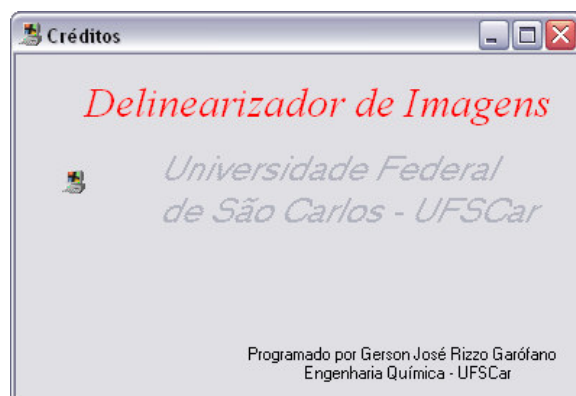 Créditos
Delinearizador de Imagens
Universidade Federal
de São Carlos - UFSCar
Programado por Gerson José Rizzo Garófano
Engenharia Química - UFSCar